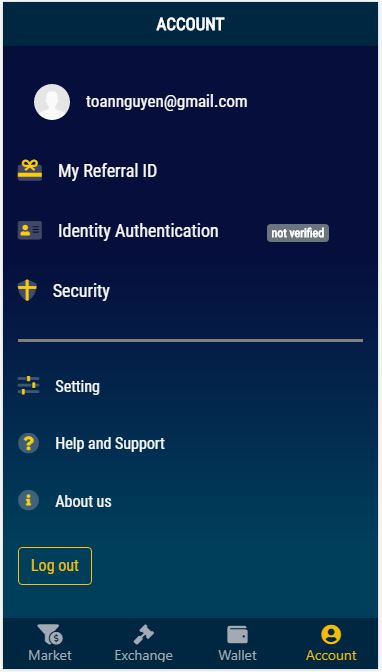 ACCOUNT
toannguyen@gmail.com
My Referral ID
Identity Authentication not verified
Security
Setting
Help and Support
About us
Log out
Market Exchange Wallet Account